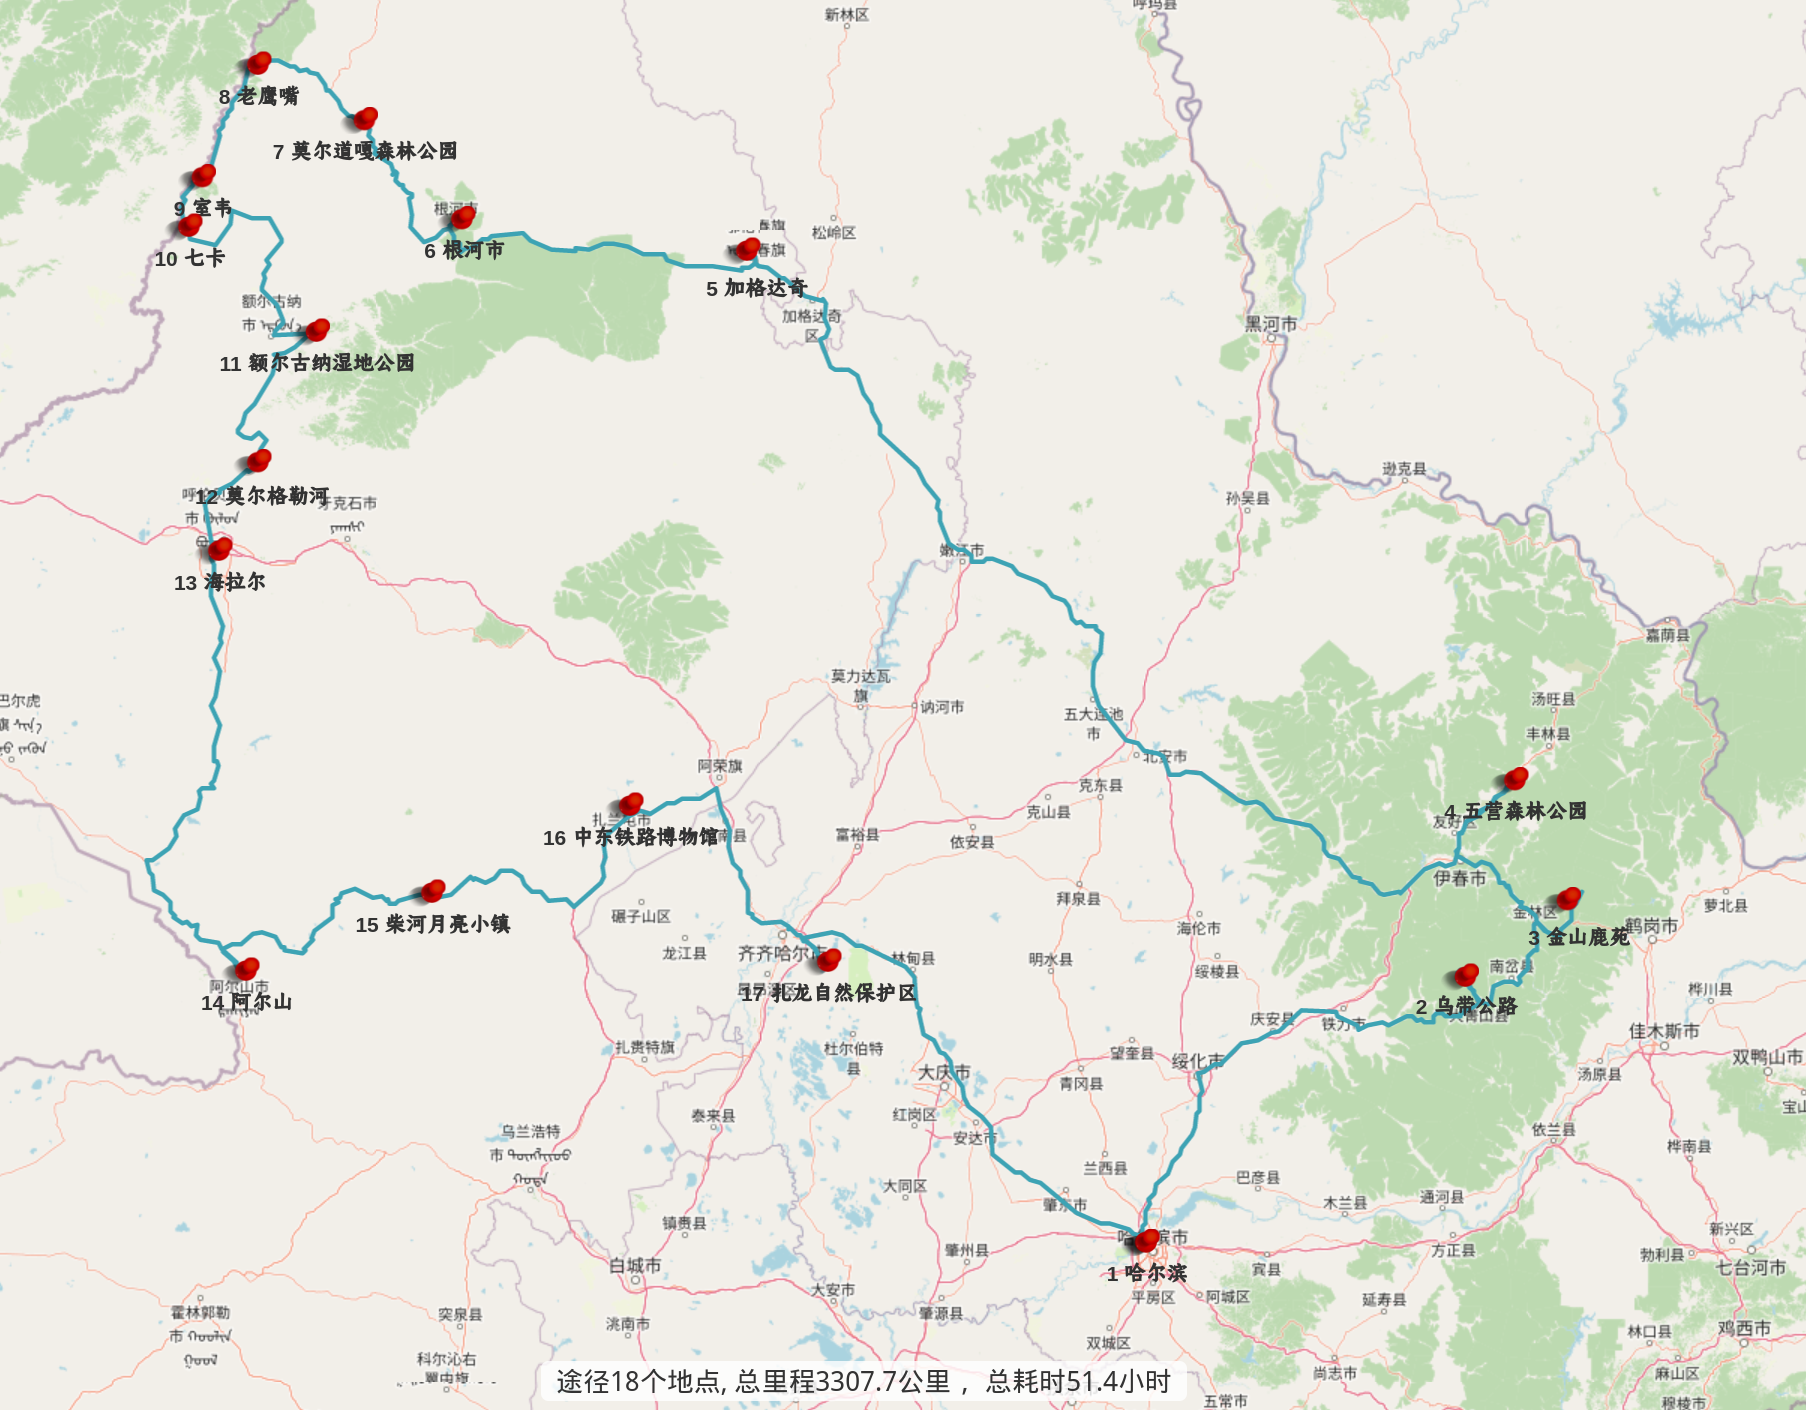 新林区
呼玛县
8 老鹰嘴
7 莫尔道嘎森林公园
根河市
9 室韦
10 七卡
6 根河市
春旗
松岭区
5 加格达奇
加格达奇
区
额尔古纳
市
11 额尔古纳湿地公园
黑河市
12 莫尔格勒河
牙克石市
市
逊克县
孙吴县
13 海拉尔
嫩江市
嘉荫县
莫力达瓦
旗
讷河市
巴尔虎
旗
五大连池
市
汤旺县
丰林县
北安市
阿荣旗
克东县
克山县
4 五营森林公园
友好区
扎兰屯市
16 中东铁路博物馆
南县
富裕县
依安县
伊春市
15 柴河月亮小镇
碾子山区
拜泉县
海伦市
金林区
3 金山鹿苑
鹤岗市
萝北县
齐齐哈尔市
龙江县
林甸县
明水县
绥棱县
南岔县
14 阿尔山
阿尔山市
17 扎龙自然保护区
2 乌带公路
桦川县
庆安县
铁力市
佳木斯市
扎赉特旗
杜尔伯特
县
望奎县
绥化市
双鸭山市
大庆市
青冈县
汤原县
宝山
泰来县
红岗区
安达市
依兰县
乌兰浩特
市
桦南县
兰西县
大同区
巴彦县
通河县
木兰县
肇东市
镇赉县
新兴区
肇州县
哈尔滨市
1 哈尔滨
方正县
勃利县
七台河市
白城市
宾县
大安市
平房区
阿城区
延寿县
霍林郭勒
市
突泉县
洮南市
肇源县
双城区
林口县
鸡西市
科尔沁右
翼中旗
尚志市
麻山区
途径18个地点, 总里程3307.7公里 ，总耗时51.4小时
五常市
穆棱市